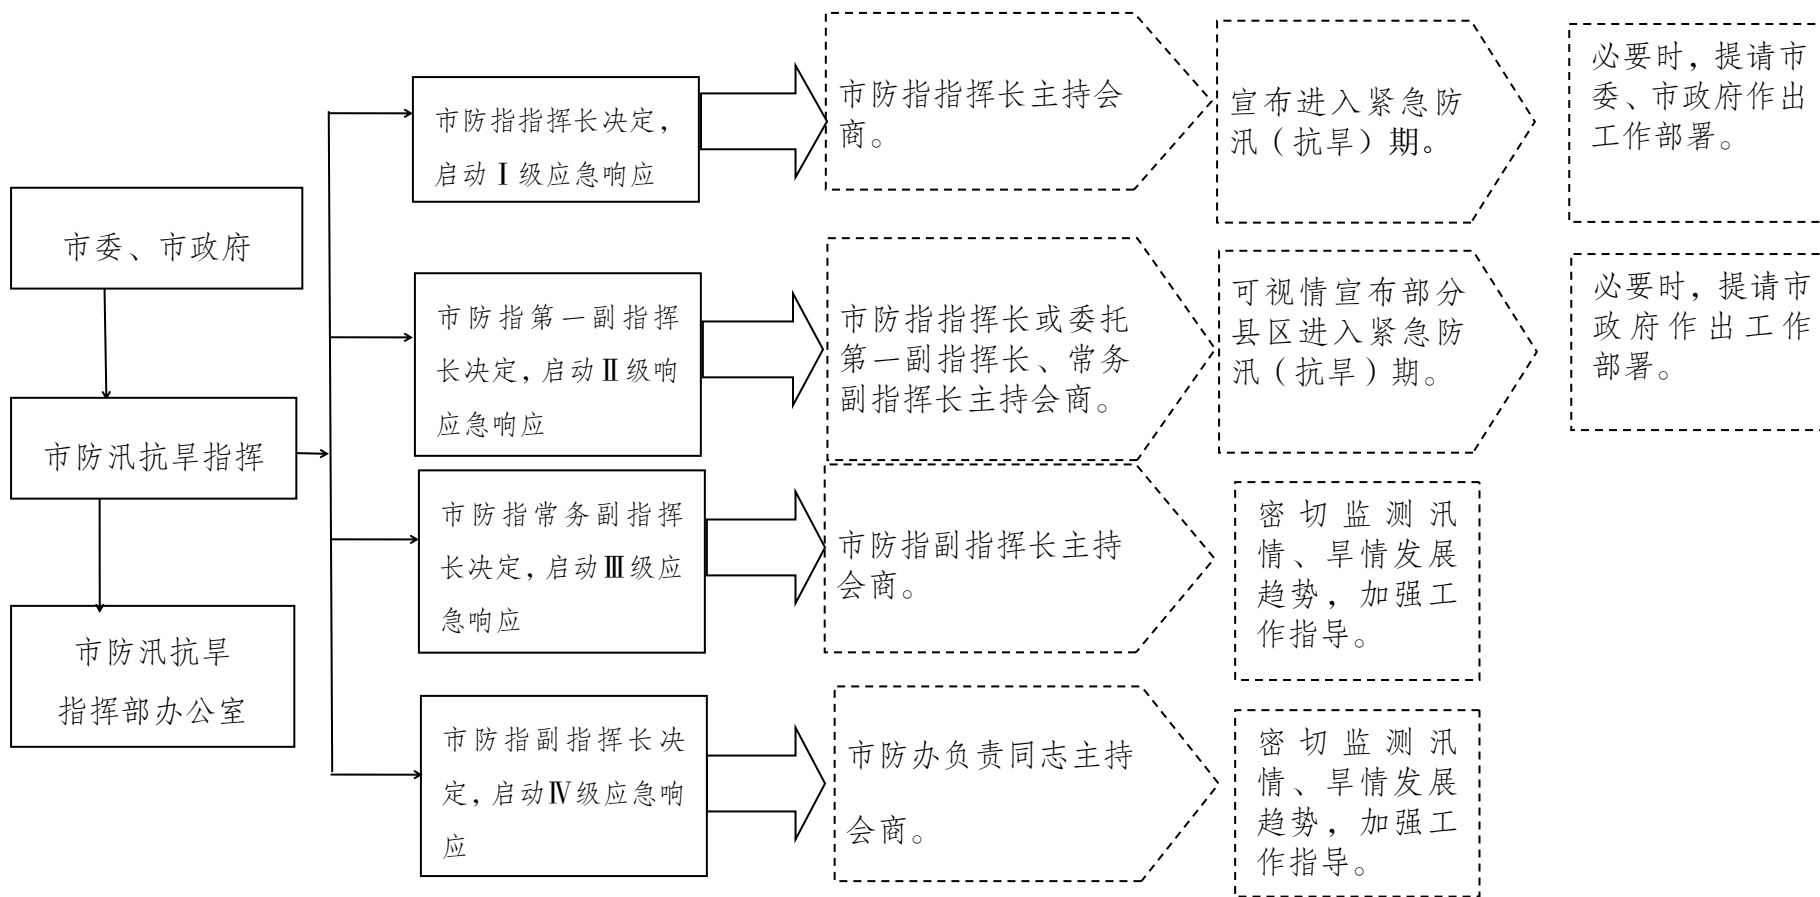 市委、市政府
市防汛抗旱指挥
市防汛抗旱
指挥部办公室
市防指指挥长决定，
启动Ⅰ级应急响应
市防指指挥长主持会
商。
宣布进入紧急防
汛（抗旱）期。
必要时，提请市
委、市政府作出
工作部署。
市防指第一副指挥
长决定，启动Ⅱ级响
应急响应
市防指指挥长或委托
第一副指挥长、常务
副指挥长主持会商。
可视情宣布部分
县区进入紧急防
汛（抗旱）期。
必要时，提请市
政府作出工作
部署。
市防指常务副指挥
长决定，启动Ⅲ级应
急响应
市防指副指挥长主持
会商。
密切监测汛
情、旱情发展
趋势，加强工
作指导。
市防指副指挥长决
定，启动Ⅳ级应急响
应
市防办负责同志主持
会商。
密切监测汛
情、旱情发展
趋势，加强工
作指导。